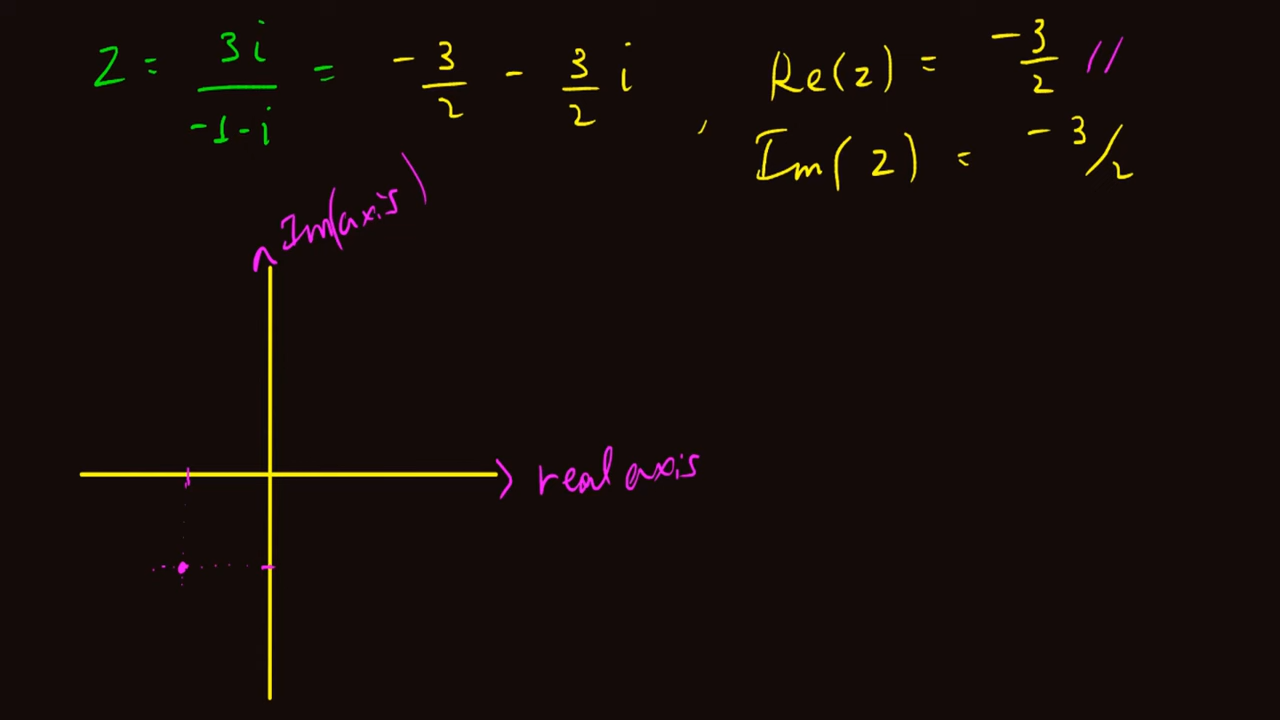 Z = 3i/(-1-i) = -3/2 - 3/2 i , Re(z) = -3/2 //
Im(z) = -3/2
Im(axis)
real axis